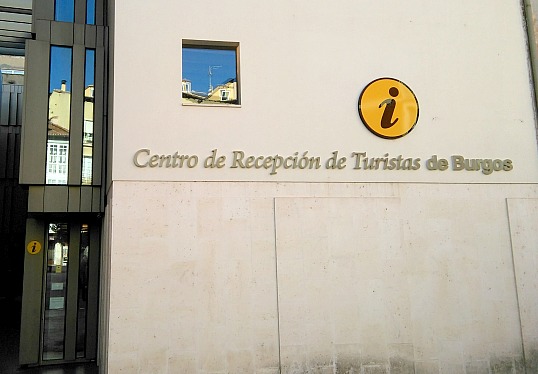 i
Centro de Recepción de Turistas de Burgos
i